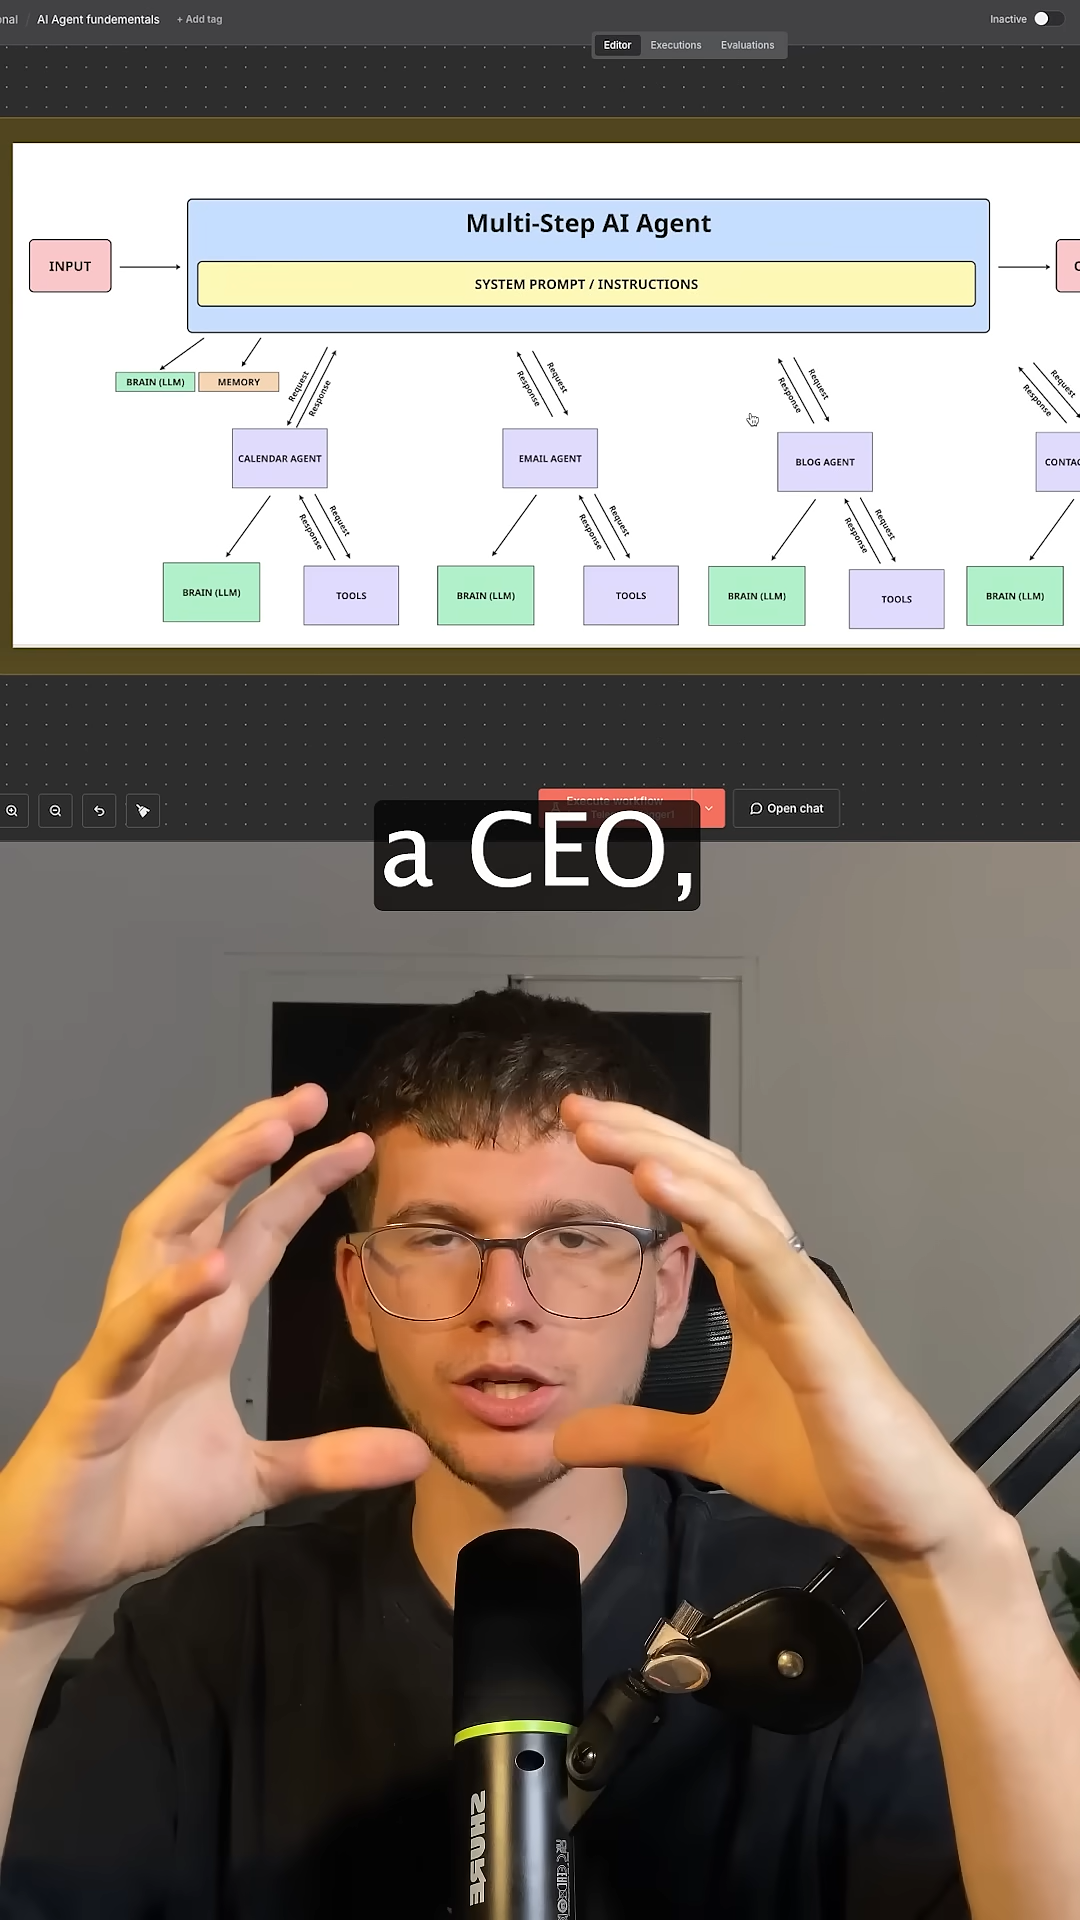 onal / AI Agent fundementals + Add tag Inactive
Editor Executions Evaluations
Multi-Step AI Agent
INPUT
SYSTEM PROMPT / INSTRUCTIONS
BRAIN (LLM) MEMORY
Request Response
Response Request
Response Request
Response Request
CALENDAR AGENT EMAIL AGENT BLOG AGENT CONTAC
Response Request
Response Request
Response Request
BRAIN (LLM) TOOLS BRAIN (LLM) TOOLS BRAIN (LLM) TOOLS BRAIN (LLM)
Execute workflow
Open chat
a CEO,
SHURE